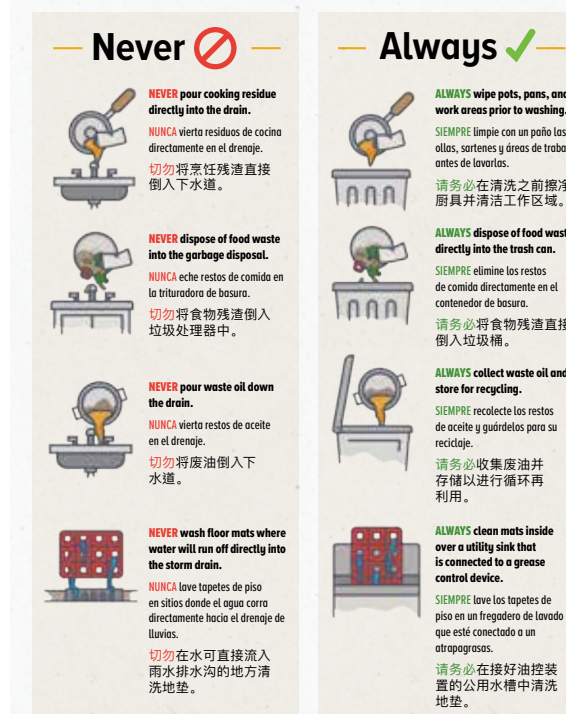 Never
NEVER pour cooking residue
directly into the drain.
NUNCA vierta residuos de cocina
directamente en el drenaje.
切勿将烹饪残渣直接
倒入下水道。
NEVER dispose of food waste
into the garbage disposal.
NUNCA eche restos de comida en
la trituradora de basura.
切勿将食物残渣倒入
垃圾处理器中。
NEVER pour waste oil down
the drain.
NUNCA vierta restos de aceite
en el drenaje.
切勿将废油倒入下
水道。
NEVER wash floor mats where
water will run off directly into
the storm drain.
NUNCA lave tapetes de piso
en sitios donde el agua corra
directamente hacia el drenaje de
lluvias.
切勿在水可直接流入
雨水排水沟的地方清
洗地垫。
Always
ALWAYS wipe pots, pans, and
work areas prior to washing.
SIEMPRE limpie con un paño las
ollas, sartenes y áreas de traba
antes de lavarlas.
请务必在清洗之前擦净
厨具并清洁工作区域。
ALWAYS dispose of food wast
directly into the trash can.
SIEMPRE elimine los restos
de comida directamente en el
contenedor de basura.
请务必将食物残渣直接
倒入垃圾桶。
ALWAYS collect waste oil and
store for recycling.
SIEMPRE recolecte los restos
de aceite y guárdelos para su
reciclaje.
请务必收集废油并
存储以进行循环再
利用。
ALWAYS clean mats inside
over a utility sink that
is connected to a grease
control device.
SIEMPRE lave los tapetes de
piso en un fregadero de lavado
que esté conectado a un
atrapagrasas.
请务必在接好油控装
置的公用水槽中清洗
地垫。